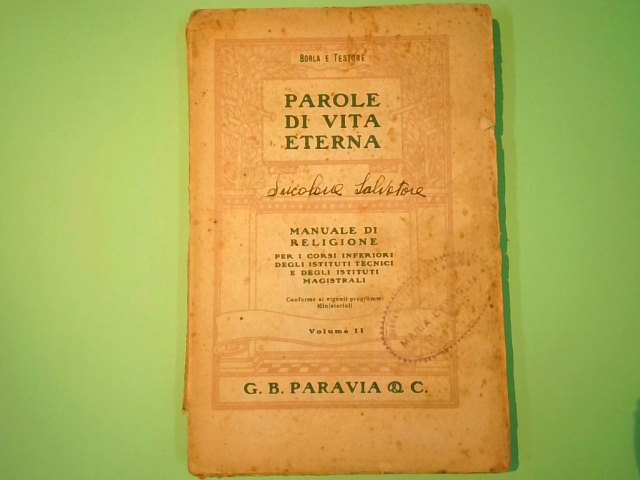 BORLA E TESTORE
PAROLE
DI VITA
ETERNA
Salvatore
MANUALE DI
RELIGIONE
PER I CORSI INFERIORI
DEGLI ISTITUTI TECNICI
E DEGLI ISTITUTI
MAGISTRALI
Conforme ai vigenti programmi
Ministeriali
Volume II
G. B. PARAVIA & C.